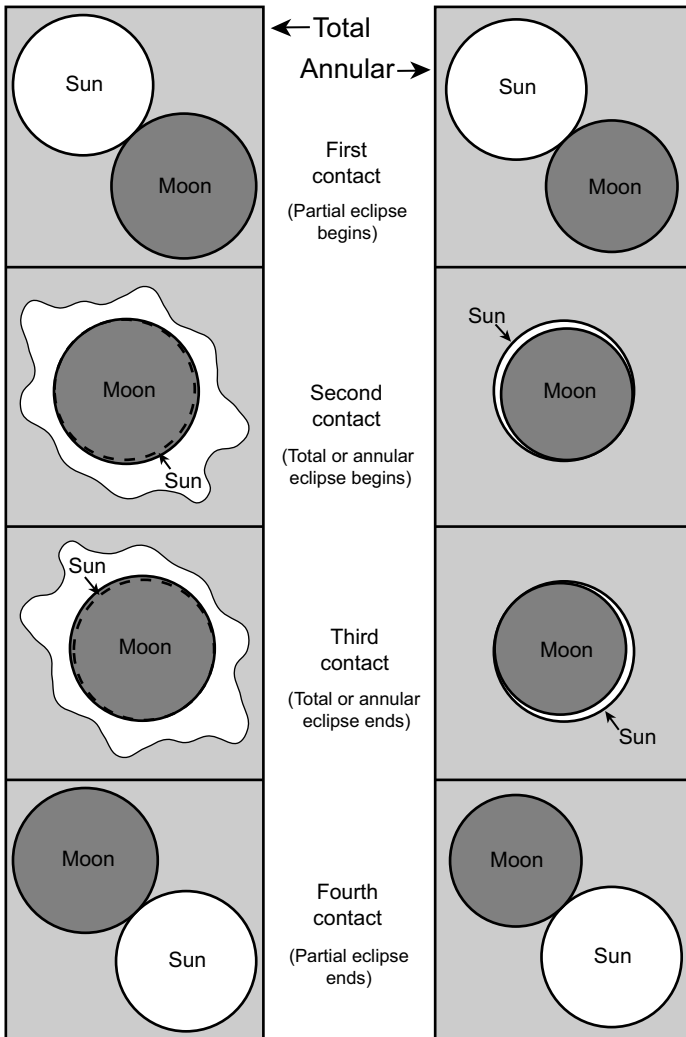 Total
Annular
Sun
Moon
First
contact
(Partial eclipse
begins)
Sun
Moon
Moon
Sun
Second
contact
(Total or annular
eclipse begins)
Sun
Moon
Sun
Moon
Third
contact
(Total or annular
eclipse ends)
Moon
Sun
Moon
Sun
Fourth
contact
(Partial eclipse
ends)
Moon
Sun